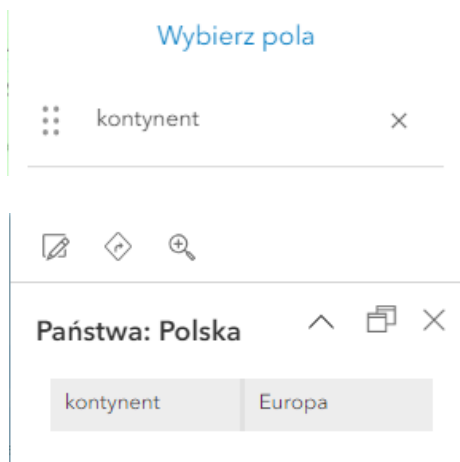 Wybierz pola
kontynent
Państwa: Polska
kontynent Europa